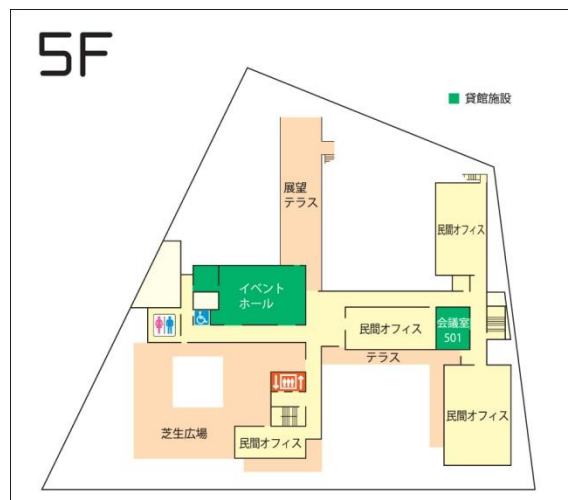 5F
貸館施設
展望
テラス
民間オフィス
イベント
ホール
民間オフィス
会議室
501
テラス
芝生広場
民間オフィス
民間オフィス